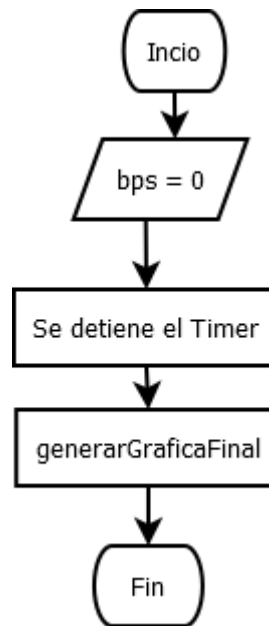 Incio
bps = 0
Se detiene el Timer
generarGraficaFinal
Fin